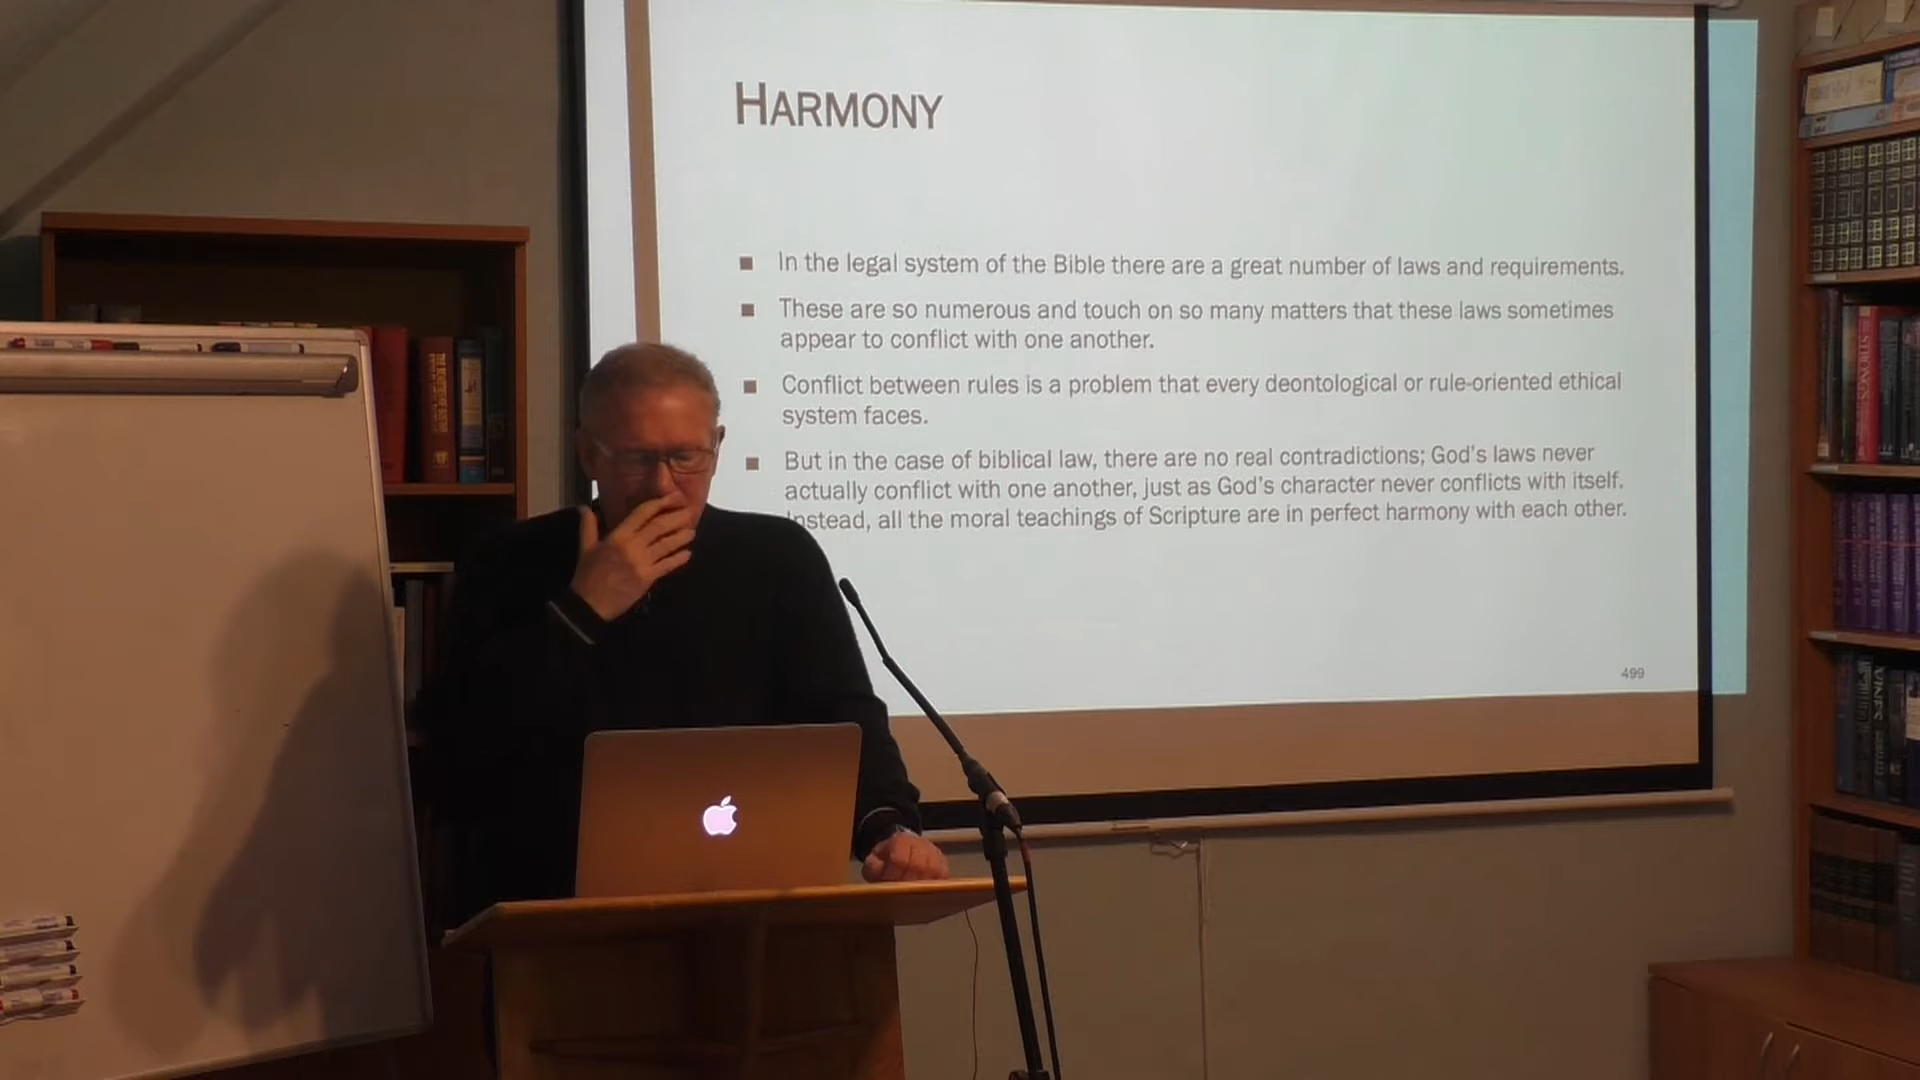 HARMONY
■ In the legal system of the Bible there are a great number of laws and requirements.
■ These are so numerous and touch on so many matters that these laws sometimes
appear to conflict with one another.
■ Conflict between rules is a problem that every deontological or rule-oriented ethical
system faces.
■ But in the case of biblical law, there are no real contradictions; God's laws never
actually conflict with one another, just as God's character never conflicts with itself.
Instead, all the moral teachings of Scripture are in perfect harmony with each other.
499
STRONGS